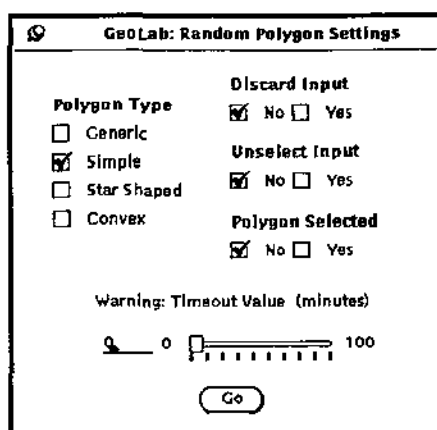 GeoLab: Random Polygon Settings
Polygon Type
Generic
Simple
Star Shaped
Convex
Discard Input
No Yes
Unselect Input
No Yes
Polygon Selected
No Yes
Warning: Timeout Value (minutes)
0 0 100
Go